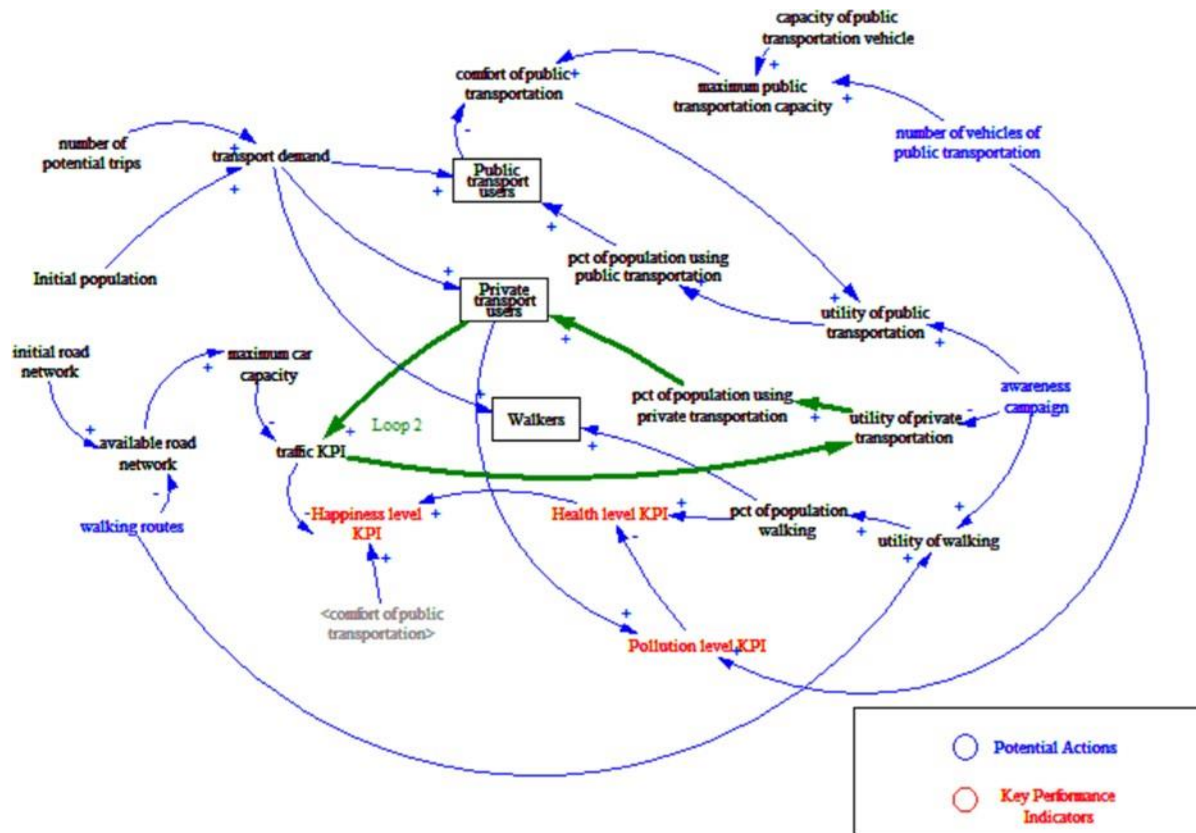 capacity of public
transportation vehicle
comfort of public
transportation
maximum public
transportation capacity
number of
potential trips
transport demand
number of vehicles of
public transportation
Public
transport
users
Initial population
pct of population using
public transportation
Private
transport
users
utility of public
transportation
initial road
network
maximum car
capacity
pct of population using
private transportation
awareness
campaign
Walkers
utility of private
transportation
Loop 2
available road
network
traffic KPI
walking routes
Happiness level
KPI
Health level KPI
pct of population
walking
utility of walking
<comfort of public
transportation>
Pollution level KPI
Potential Actions
Key Performance
Indicators